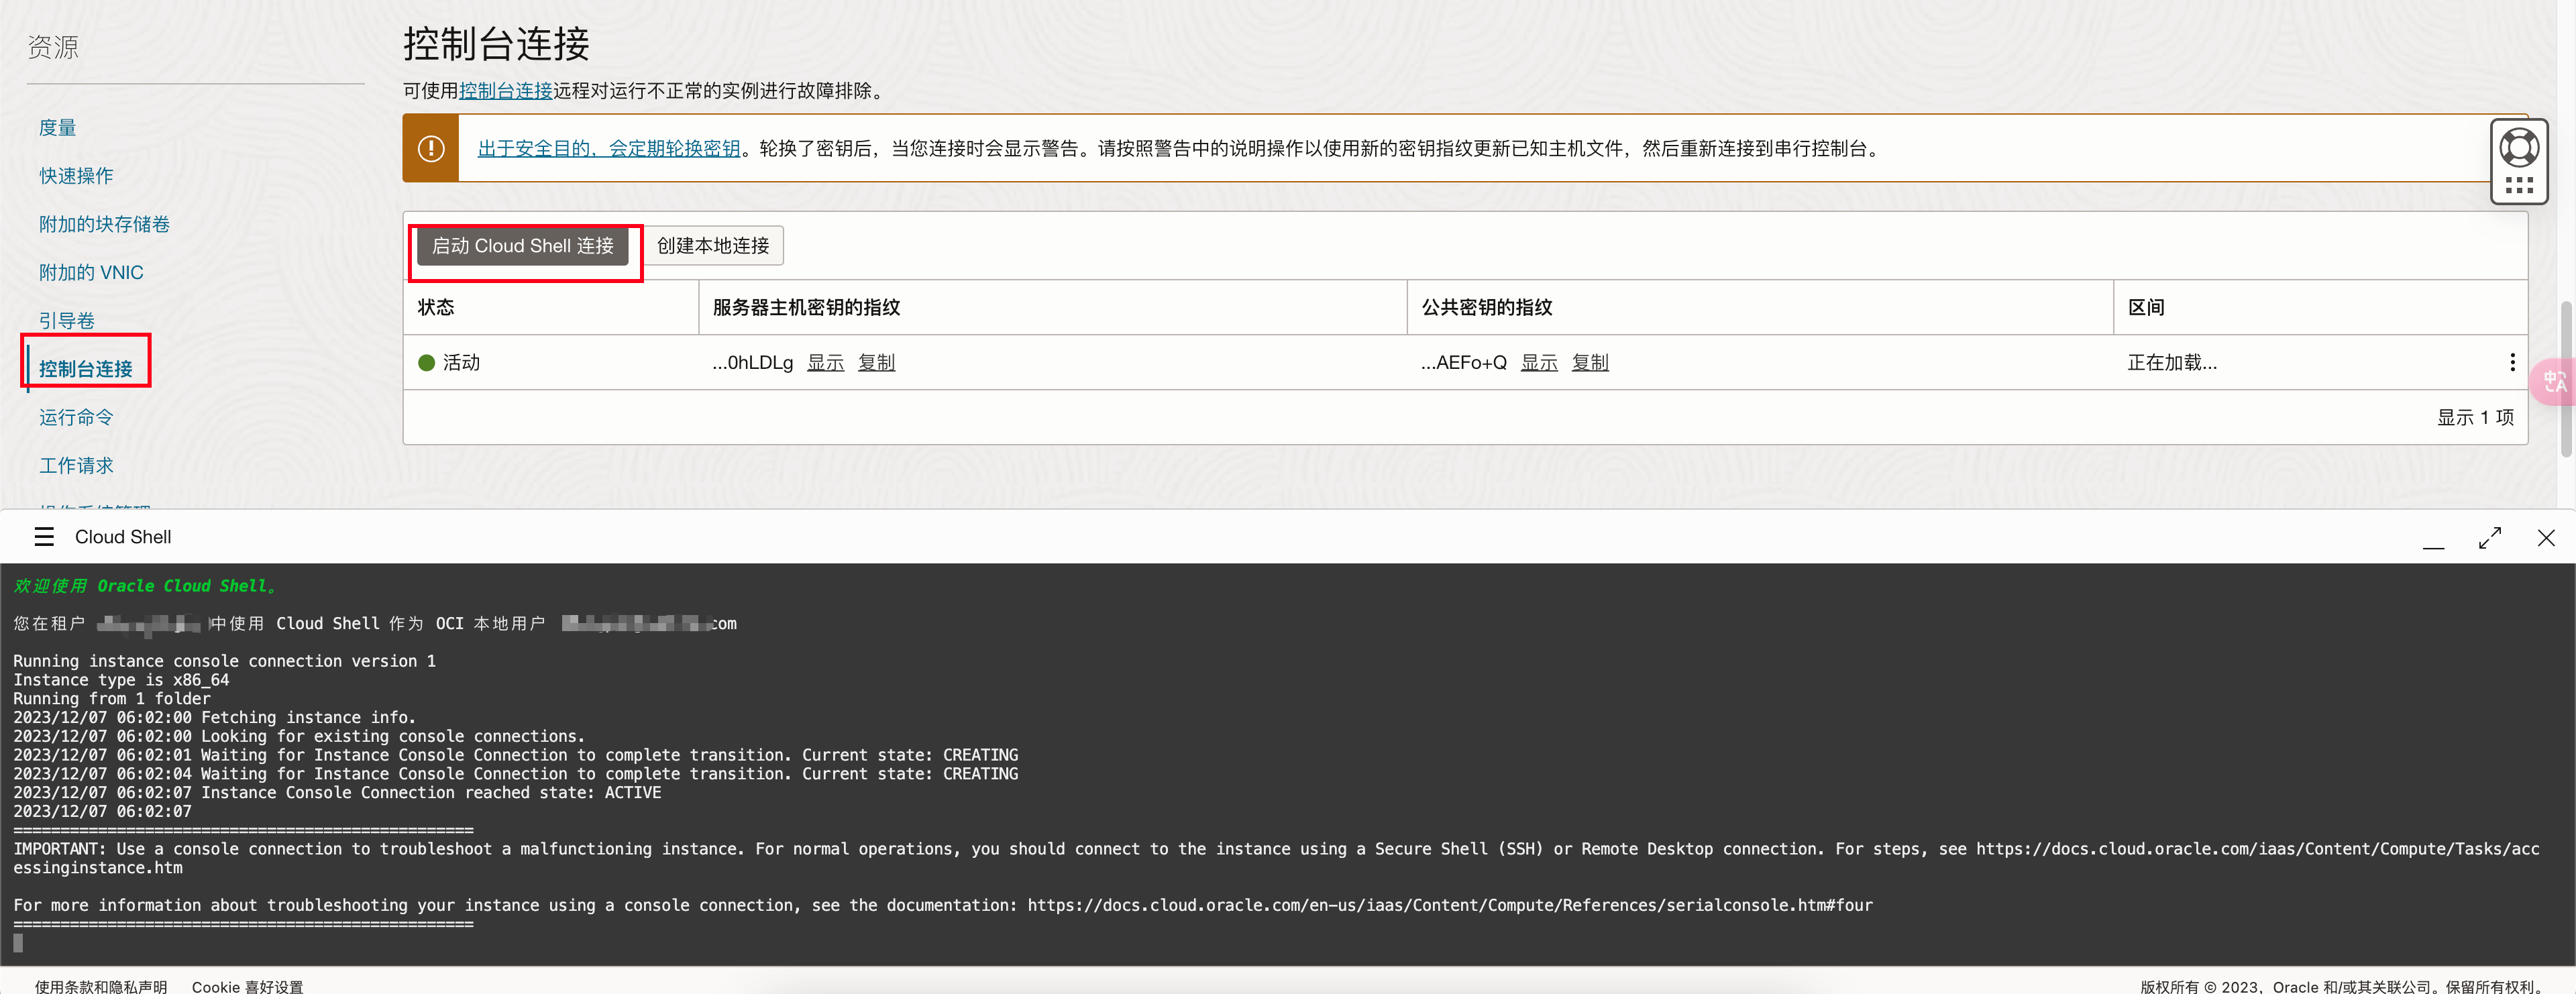 资源
度量
快速操作
附加的块存储卷
附加的 VNIC
引导卷
控制台连接
运行命令
工作请求
控制台连接
可使用控制台连接远程对运行不正常的实例进行故障排除。
出于安全目的，会定期轮换密钥。轮换了密钥后，当您连接时会显示警告。请按照警告中的说明操作以使用新的密钥指纹更新已知主机文件，然后重新连接到串行控制台。
启动 Cloud Shell 连接 创建本地连接
状态 服务器主机密钥的指纹 公共密钥的指纹 区间
活动 ...0hLDLg 显示 复制 ...AEFo+Q 显示 复制 正在加载...
显示 1 项
中 A
Cloud Shell
欢迎使用 Oracle Cloud Shell。
您在租户 中使用 Cloud Shell 作为 OCI 本地用户 com
Running instance console connection version 1
Instance type is x86_64
Running from 1 folder
2023/12/07 06:02:00 Fetching instance info.
2023/12/07 06:02:00 Looking for existing console connections.
2023/12/07 06:02:01 Waiting for Instance Console Connection to complete transition. Current state: CREATING
2023/12/07 06:02:04 Waiting for Instance Console Connection to complete transition. Current state: CREATING
2023/12/07 06:02:07 Instance Console Connection reached state: ACTIVE
2023/12/07 06:02:07
=================================================
IMPORTANT: Use a console connection to troubleshoot a malfunctioning instance. For normal operations, you should connect to the instance using a Secure Shell (SSH) or Remote Desktop connection. For steps, see https://docs.cloud.oracle.com/iaas/Content/Compute/Tasks/acc
essinginstance.htm
For more information about troubleshooting your instance using a console connection, see the documentation: https://docs.cloud.oracle.com/en-us/iaas/Content/Compute/References/serialconsole.htm#four
=================================================
使用条款和隐私声明 Cookie 喜好设置
版权所有 © 2023，Oracle 和/或其关联公司。保留所有权利。